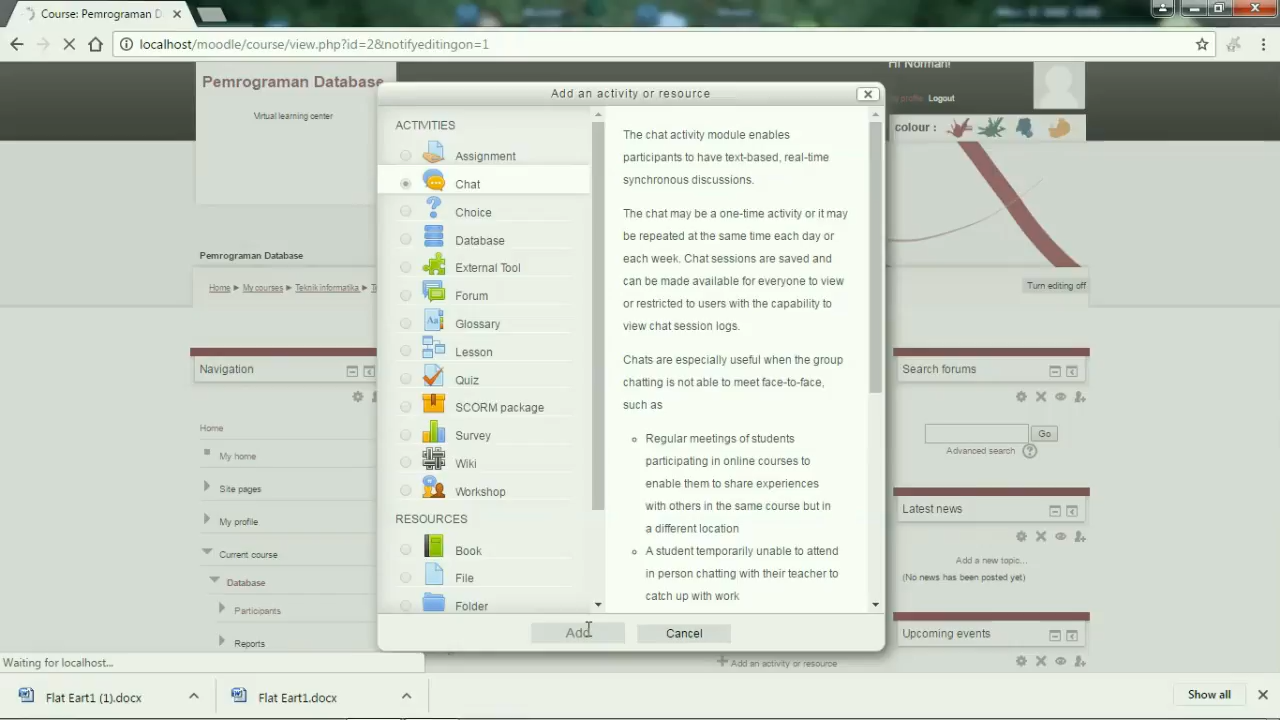 Course: Pemrograman D
localhost/moodle/course/view.php?id=2&notifyeditingon=1
Pemrograman Database
Virtual learning center
Hi Norman!
My profile Logout
colour :
Pemrograman Database
Home ► My courses ► Teknik informatika ► T
Turn editing off
Add an activity or resource
ACTIVITIES
Assignment
Chat
Choice
Database
External Tool
Forum
Glossary
Lesson
Quiz
SCORM package
Survey
Wiki
Workshop
RESOURCES
Book
File
Folder
The chat activity module enables
participants to have text-based, real-time
synchronous discussions.
The chat may be a one-time activity or it may
be repeated at the same time each day or
each week. Chat sessions are saved and
can be made available for everyone to view
or restricted to users with the capability to
view chat session logs.
Chats are especially useful when the group
chatting is not able to meet face-to-face,
such as
Regular meetings of students
participating in online courses to
enable them to share experiences
with others in the same course but in
a different location
A student temporarily unable to attend
in person chatting with their teacher to
catch up with work
Add
Cancel
Navigation
Home
My home
Site pages
My profile
Current course
Database
Participants
Reports
Search forums
Go
Advanced search
Latest news
Add a new topic...
(No news has been posted yet)
Upcoming events
Add an activity or resource
Waiting for localhost...
Flat Eart1 (1).docx
Flat Eart1.docx
Show all